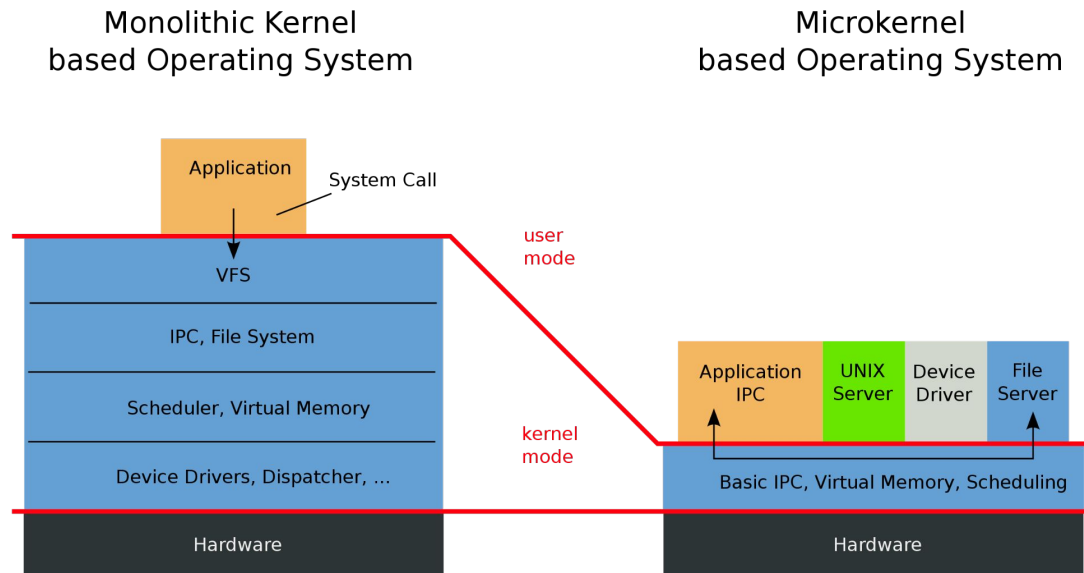 Monolithic Kernel
based Operating System
Microkernel
based Operating System
Application
System Call
user
mode
VFS
IPC, File System
Scheduler, Virtual Memory
kernel
mode
Device Drivers, Dispatcher, ...
Hardware
Application
IPC
UNIX
Server
Device
Driver
File
Server
Basic IPC, Virtual Memory, Scheduling
Hardware